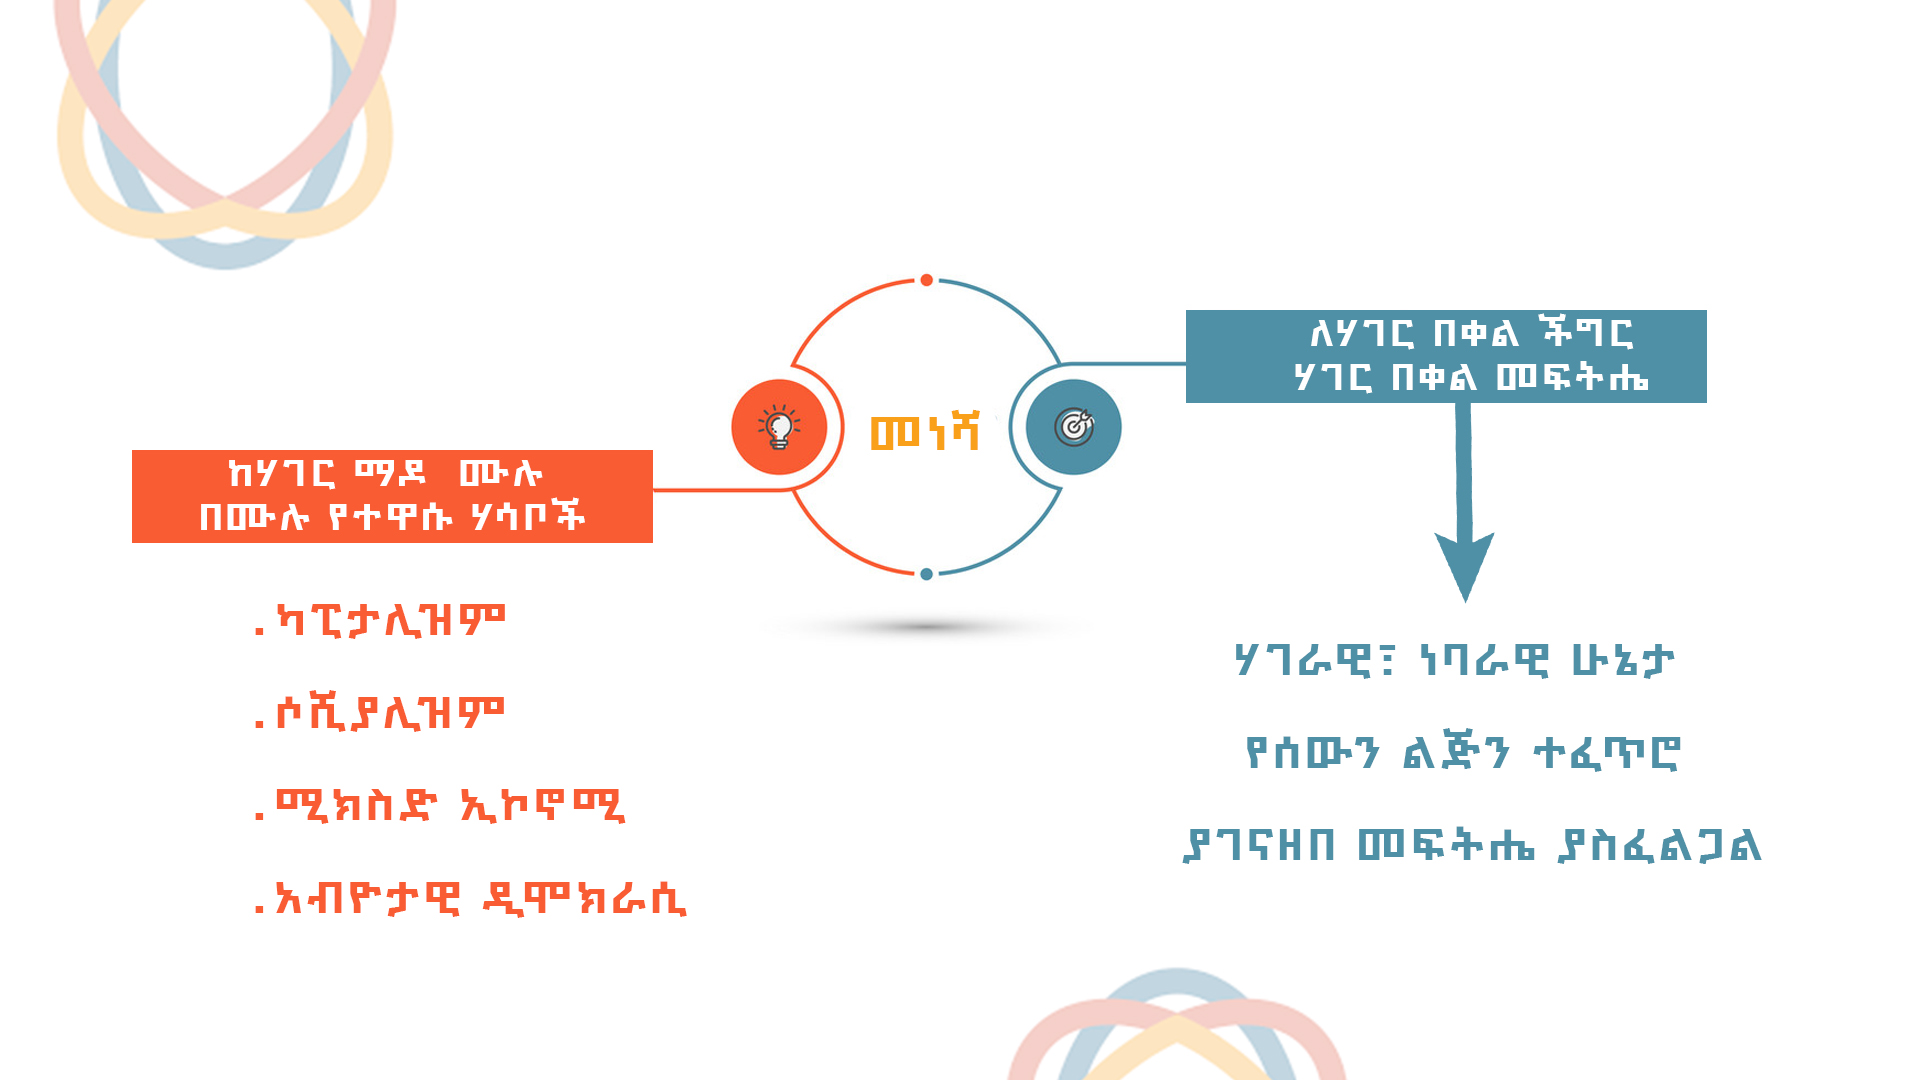 መነሻ
ከሃገር ማዶ ሙሉ
በሙሉ የተዋሱ ሃሳቦች
.ካፒታሊዝም
.ሶሺያሊዝም
.ሚክስድ ኢኮኖሚ
.አብዮታዊ ዲሞክራሲ
ለሃገር በቀል ችግር
ሃገር በቀል መፍትሔ
ሃገራዊ፣ ነባራዊ ሁኔታ
የሰውን ልጅን ተፈጥሮ
ያገናዘበ መፍትሔ ያስፈልጋል